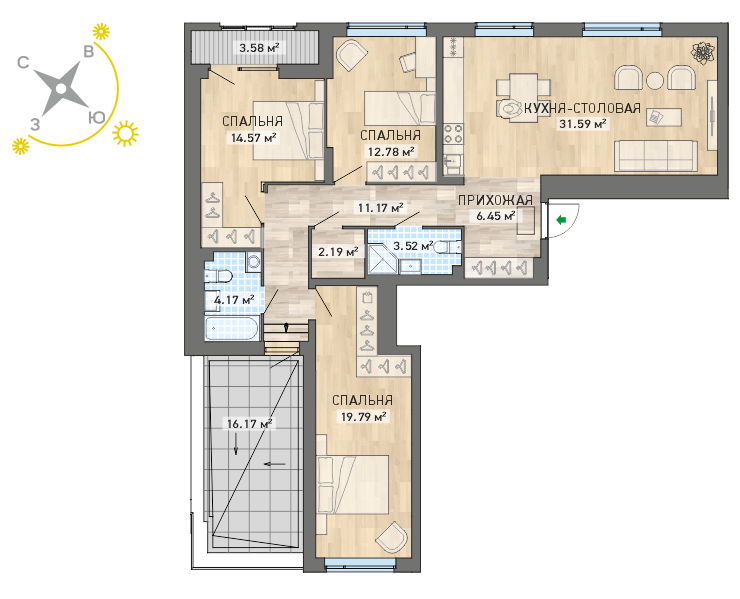 С
В
З
Ю
3.58 м²
СПАЛЬНЯ
14.57 м²
СПАЛЬНЯ
12.78 м²
КУХНЯ-СТОЛОВАЯ
31.59 м²
11.17 м²
ПРИХОЖАЯ
6.45 м²
2.19 м²
3.52 м²
4.17 м²
СПАЛЬНЯ
19.79 м²
16.17 м²